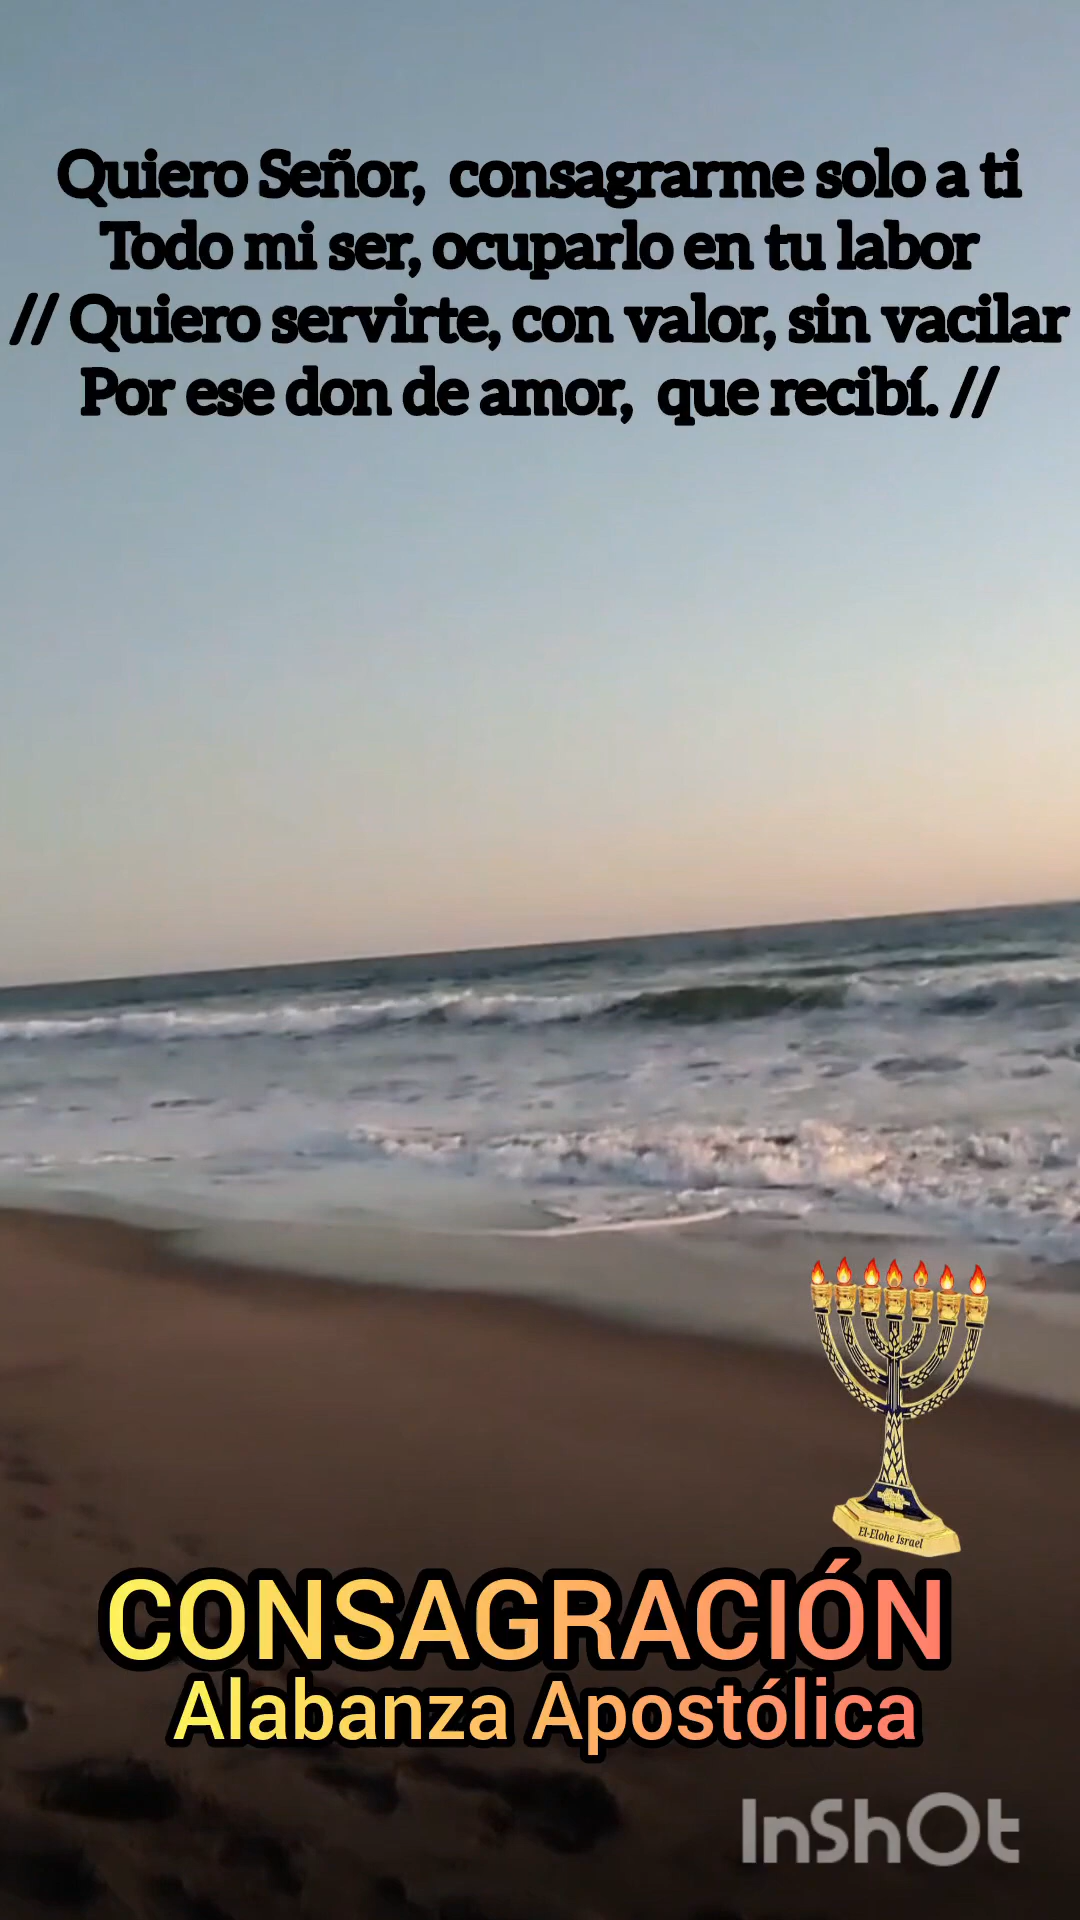 Quiero Señor,  consagrarme solo a ti
Todo mi ser, ocuparlo en tu labor
// Quiero servirte, con valor, sin vacilar
Por ese don de amor,  que recibí. //
El-Elohe Israel
CONSAGRACIÓN
Alabanza Apostólica
InShOt